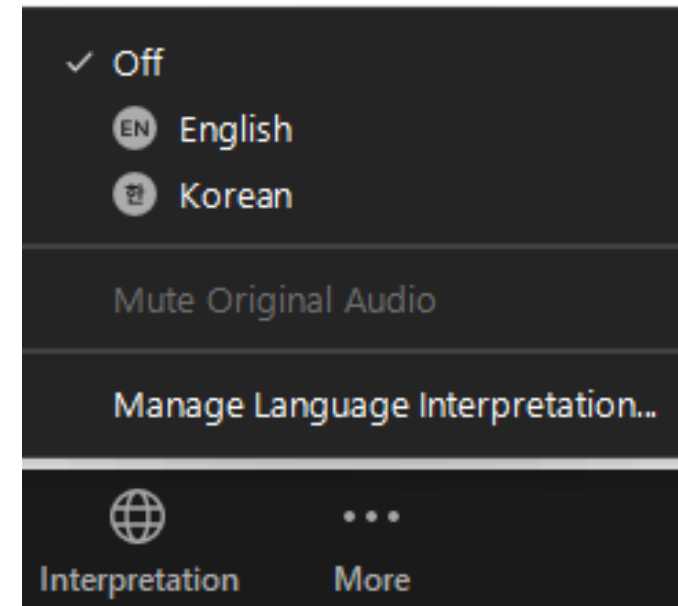 Off
EN English
한 Korean
Mute Original Audio
Manage Language Interpretation...
Interpretation More